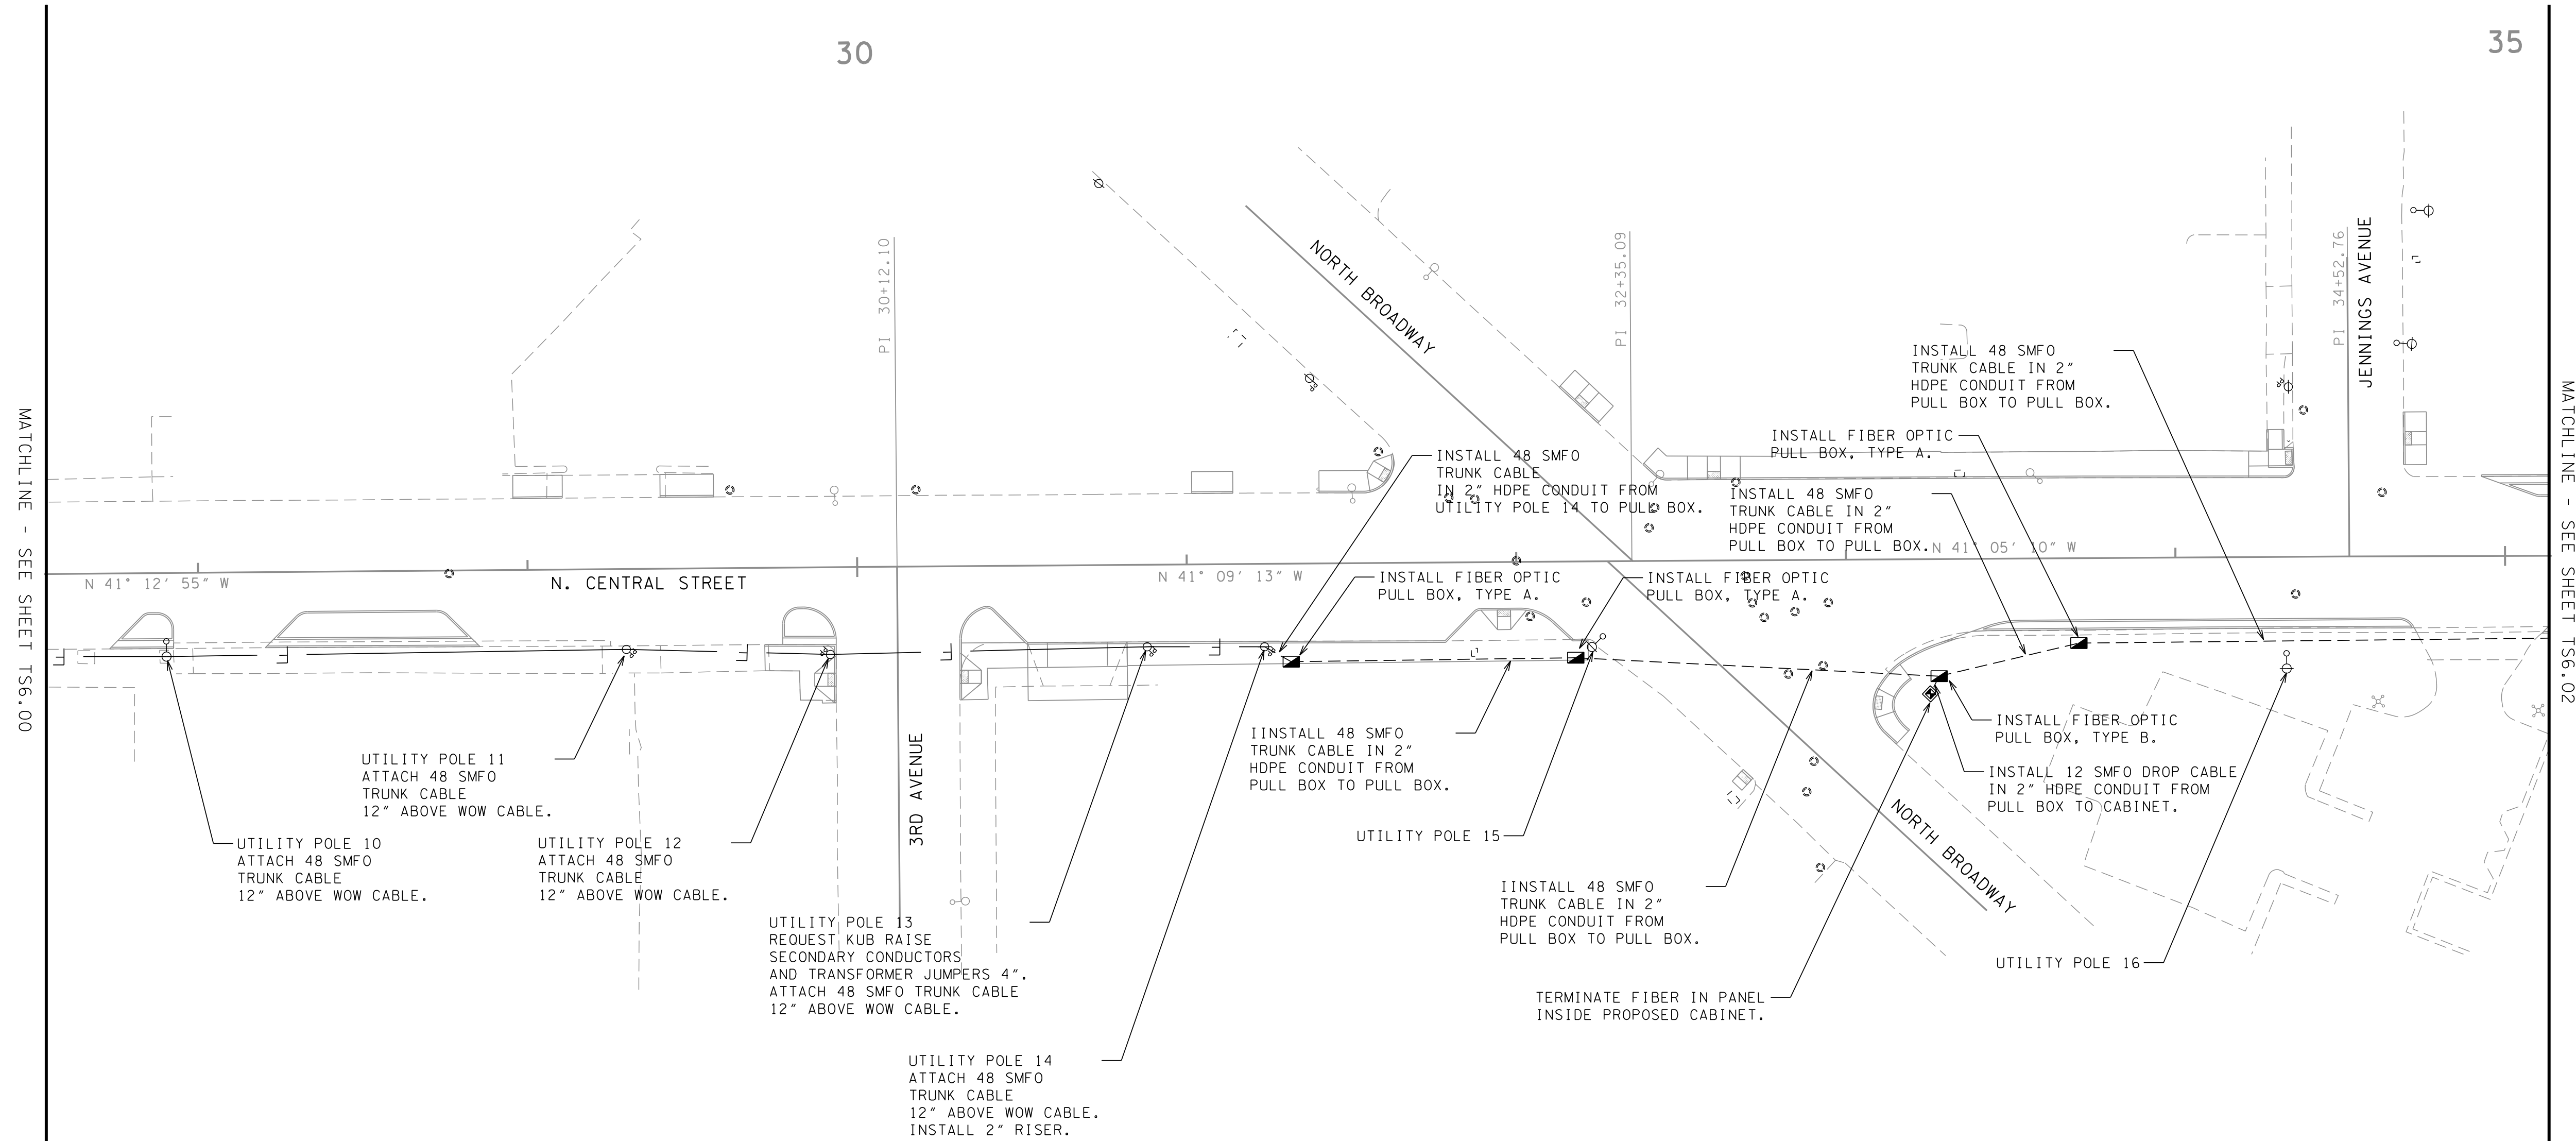 30
35
MATCHLINE - SEE SHEET TS6.00
MATCHLINE - SEE SHEET TS6.02
PI 30+12.10
PI 32+35.09
PI 34+52.76
NORTH BROADWAY
JENNINGS AVENUE
INSTALL 48 SMFO
TRUNK CABLE IN 2"
HDPE CONDUIT FROM
PULL BOX TO PULL BOX.
INSTALL FIBER OPTIC
PULL BOX, TYPE A.
INSTALL 48 SMFO
TRUNK CABLE
IN 2" HDPE CONDUIT FROM
UTILITY POLE 14 TO PULL BOX.
INSTALL 48 SMFO
TRUNK CABLE IN 2"
HDPE CONDUIT FROM
PULL BOX TO PULL BOX.
N 41° 05' 10" W
N 41° 12' 55" W
N. CENTRAL STREET
N 41° 09' 13" W
INSTALL FIBER OPTIC
PULL BOX, TYPE A.
INSTALL FIBER OPTIC
PULL BOX, TYPE A.
INSTALL FIBER OPTIC
PULL BOX, TYPE B.
INSTALL 12 SMFO DROP CABLE
IN 2" HDPE CONDUIT FROM
PULL BOX TO CABINET.
UTILITY POLE 11
ATTACH 48 SMFO
TRUNK CABLE
12" ABOVE WOW CABLE.
UTILITY POLE 10
ATTACH 48 SMFO
TRUNK CABLE
12" ABOVE WOW CABLE.
UTILITY POLE 12
ATTACH 48 SMFO
TRUNK CABLE
12" ABOVE WOW CABLE.
3RD AVENUE
IINSTALL 48 SMFO
TRUNK CABLE IN 2"
HDPE CONDUIT FROM
PULL BOX TO PULL BOX.
UTILITY POLE 15
NORTH BROADWAY
IINSTALL 48 SMFO
TRUNK CABLE IN 2"
HDPE CONDUIT FROM
PULL BOX TO PULL BOX.
UTILITY POLE 13
REQUEST KUB RAISE
SECONDARY CONDUCTORS
AND TRANSFORMER JUMPERS 4".
ATTACH 48 SMFO TRUNK CABLE
12" ABOVE WOW CABLE.
UTILITY POLE 16
TERMINATE FIBER IN PANEL
INSIDE PROPOSED CABINET.
UTILITY POLE 14
ATTACH 48 SMFO
TRUNK CABLE
12" ABOVE WOW CABLE.
INSTALL 2" RISER.